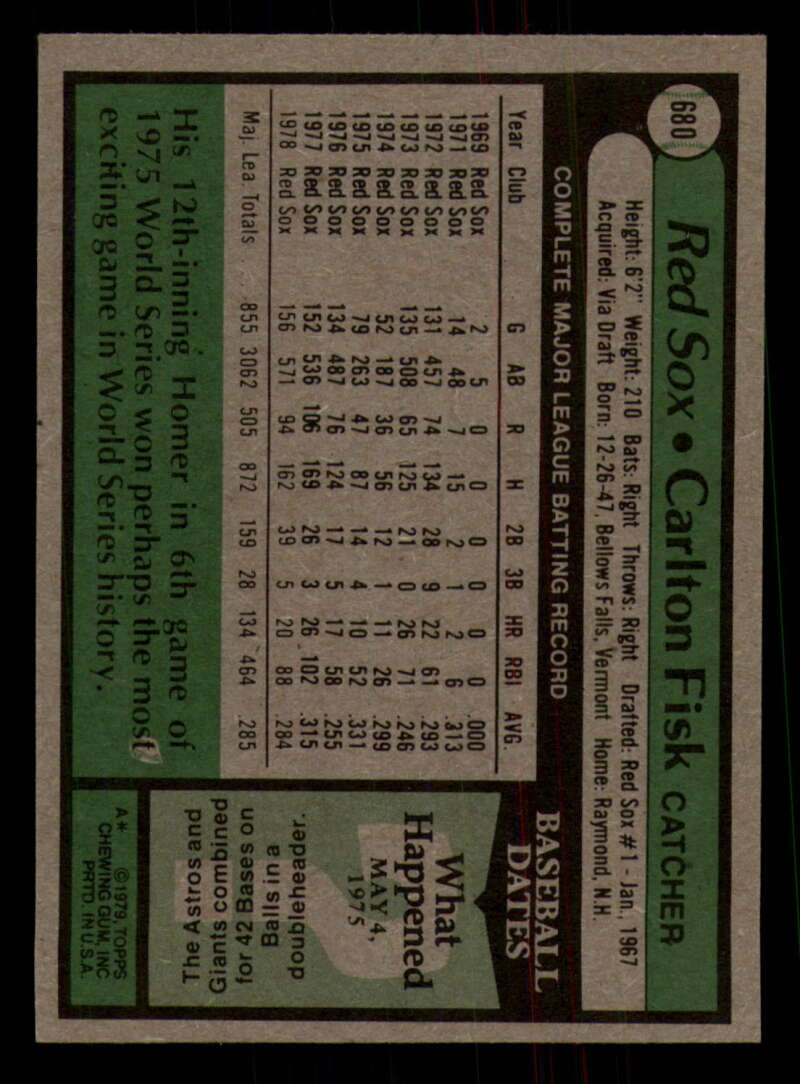 680
Red Sox • Carlton Fisk CATCHER
Height: 6'2" Weight: 210 Bats: Right Throws: Right Drafted: Red Sox #1 - Jan., 1967
Acquired: Via Draft Born: 12-26-47, Bellows Falls, Vermont Home: Raymond, N.H.
COMPLETE MAJOR LEAGUE BATTING RECORD
Year Club G AB R H 2B 3B HR RBI AVG.
1969 Red Sox 2 5 0 0 0 0 0 0 .000
1971 Red Sox 14 48 7 15 2 1 2 6 .313
1972 Red Sox 131 457 74 134 28 9 22 61 .293
1973 Red Sox 135 508 65 125 21 0 26 71 .246
1974 Red Sox 52 187 36 56 12 1 11 26 .299
1975 Red Sox 79 263 47 87 14 4 10 52 .331
1976 Red Sox 134 487 76 124 17 5 17 58 .255
1977 Red Sox 152 536 106 169 26 3 26 102 .315
1978 Red Sox 156 571 94 162 39 5 20 88 .284
Maj. Lea. Totals 855 3062 505 872 159 28 134 464 .285
His 12th-inning Homer in 6th game of
1975 World Series won perhaps the most
exciting game in World Series history.
BASEBALL
DATES
What
Happened
MAY 4,
1975
The Astros and
Giants combined
for 42 Bases on
Balls in a
doubleheader.
A* ©1979 TOPPS
CHEWING GUM, INC
PRTD. IN U.S.A.